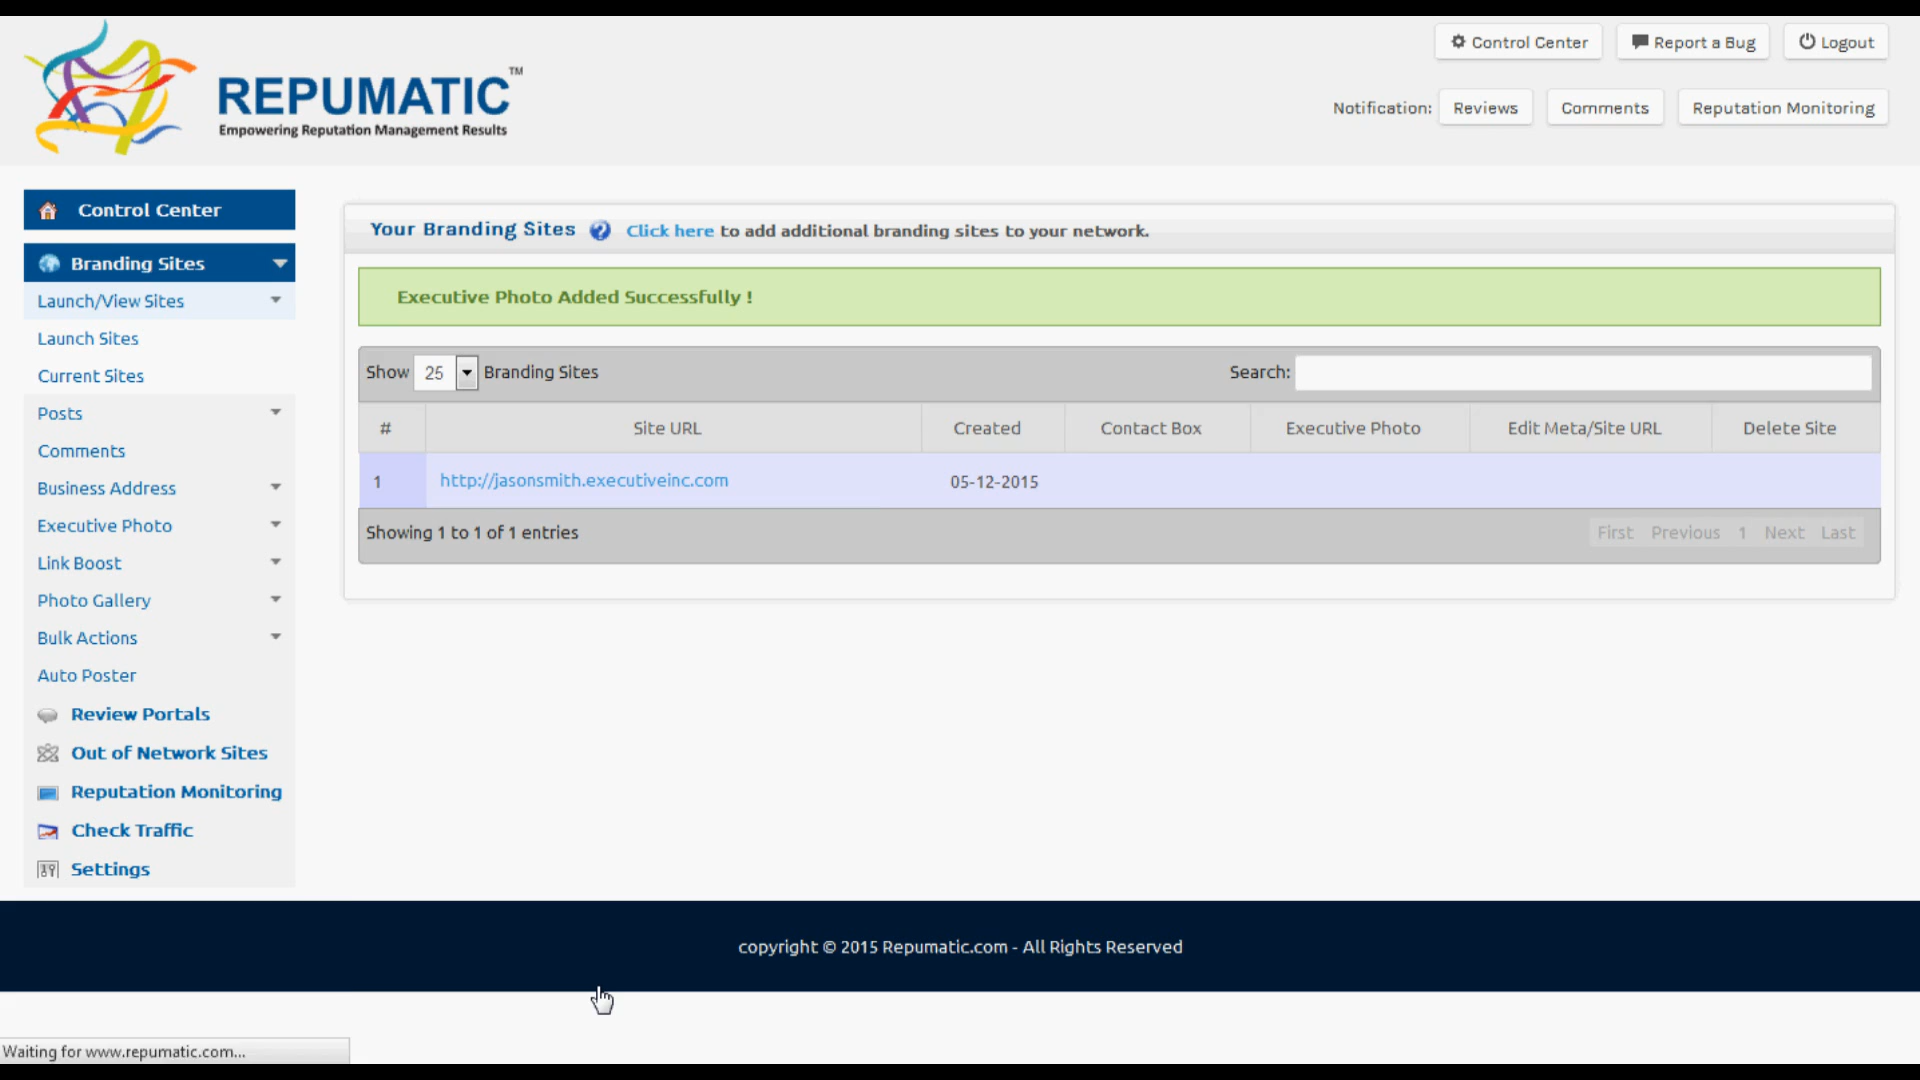 Control Center
Report a Bug
Logout
REPUMATIC™
Empowering Reputation Management Results
Notification:
Reviews
Comments
Reputation Monitoring
Control Center
Branding Sites
Launch/View Sites
Launch Sites
Current Sites
Posts
Comments
Business Address
Executive Photo
Link Boost
Photo Gallery
Bulk Actions
Auto Poster
Review Portals
Out of Network Sites
Reputation Monitoring
Check Traffic
Settings
Your Branding Sites ? Click here to add additional branding sites to your network.
Executive Photo Added Successfully !
Show 25 Branding Sites
Search:
# Site URL Created Contact Box Executive Photo Edit Meta/Site URL Delete Site
1 http://jasonsmith.executiveinc.com 05-12-2015
Showing 1 to 1 of 1 entries
First Previous 1 Next Last
copyright © 2015 Repumatic.com - All Rights Reserved
Waiting for www.repumatic.com...